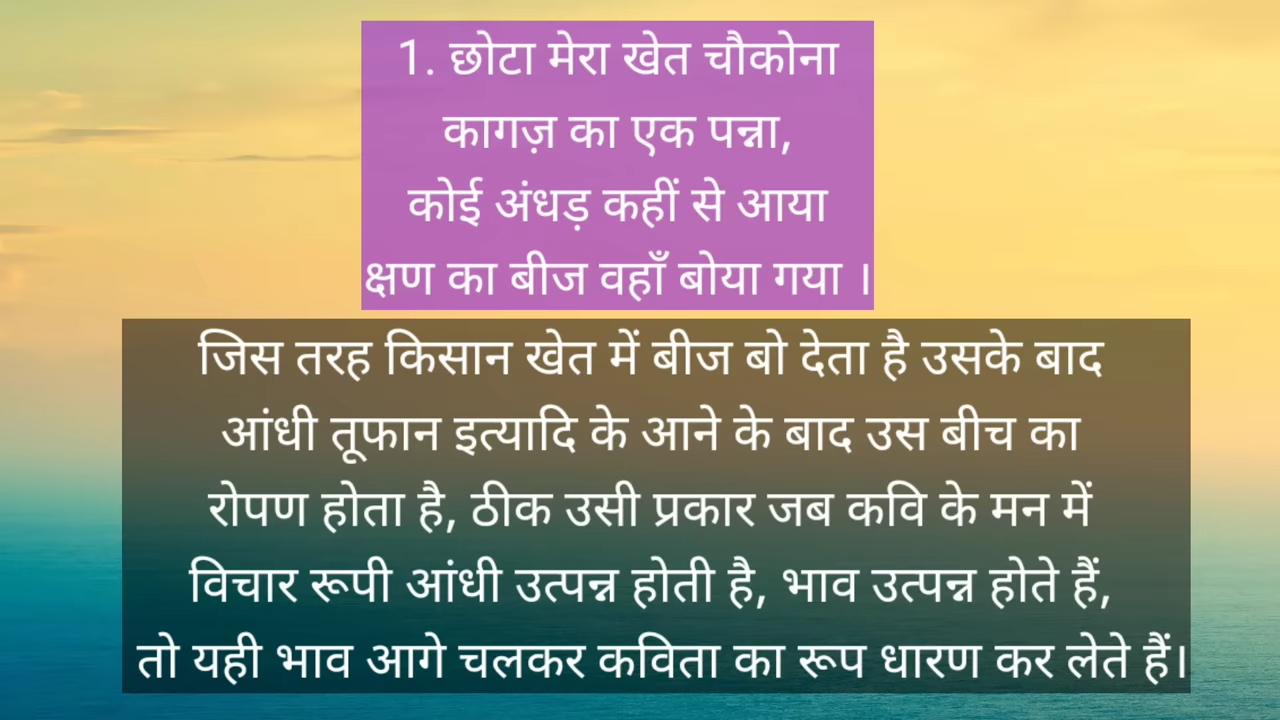 1. छोटा मेरा खेत चौकोना
कागज़ का एक पन्ना,
कोई अंधड़ कहीं से आया
क्षण का बीज वहाँ बोया गया ।
जिस तरह किसान खेत में बीज बो देता है उसके बाद
आंधी तूफान इत्यादि के आने के बाद उस बीच का
रोपण होता है, ठीक उसी प्रकार जब कवि के मन में
विचार रूपी आंधी उत्पन्न होती है, भाव उत्पन्न होते हैं,
तो यही भाव आगे चलकर कविता का रूप धारण कर लेते हैं।